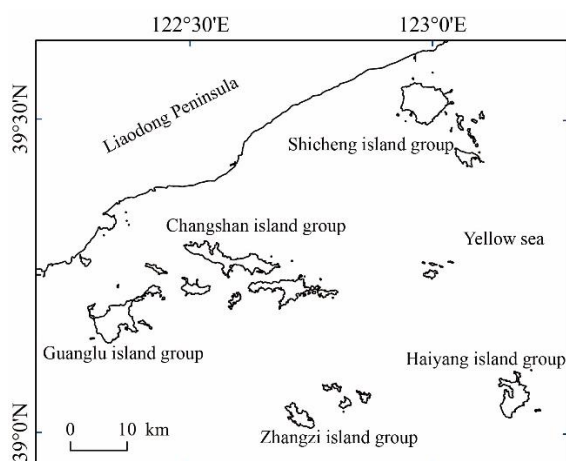 122°30'E
123°0'E
39°30'N
Liaodong Peninsula
Shicheng island group
Changshan island group
Yellow sea
Guanglu island group
Haiyang island group
Zhangzi island group
39°0'N
0 10 km